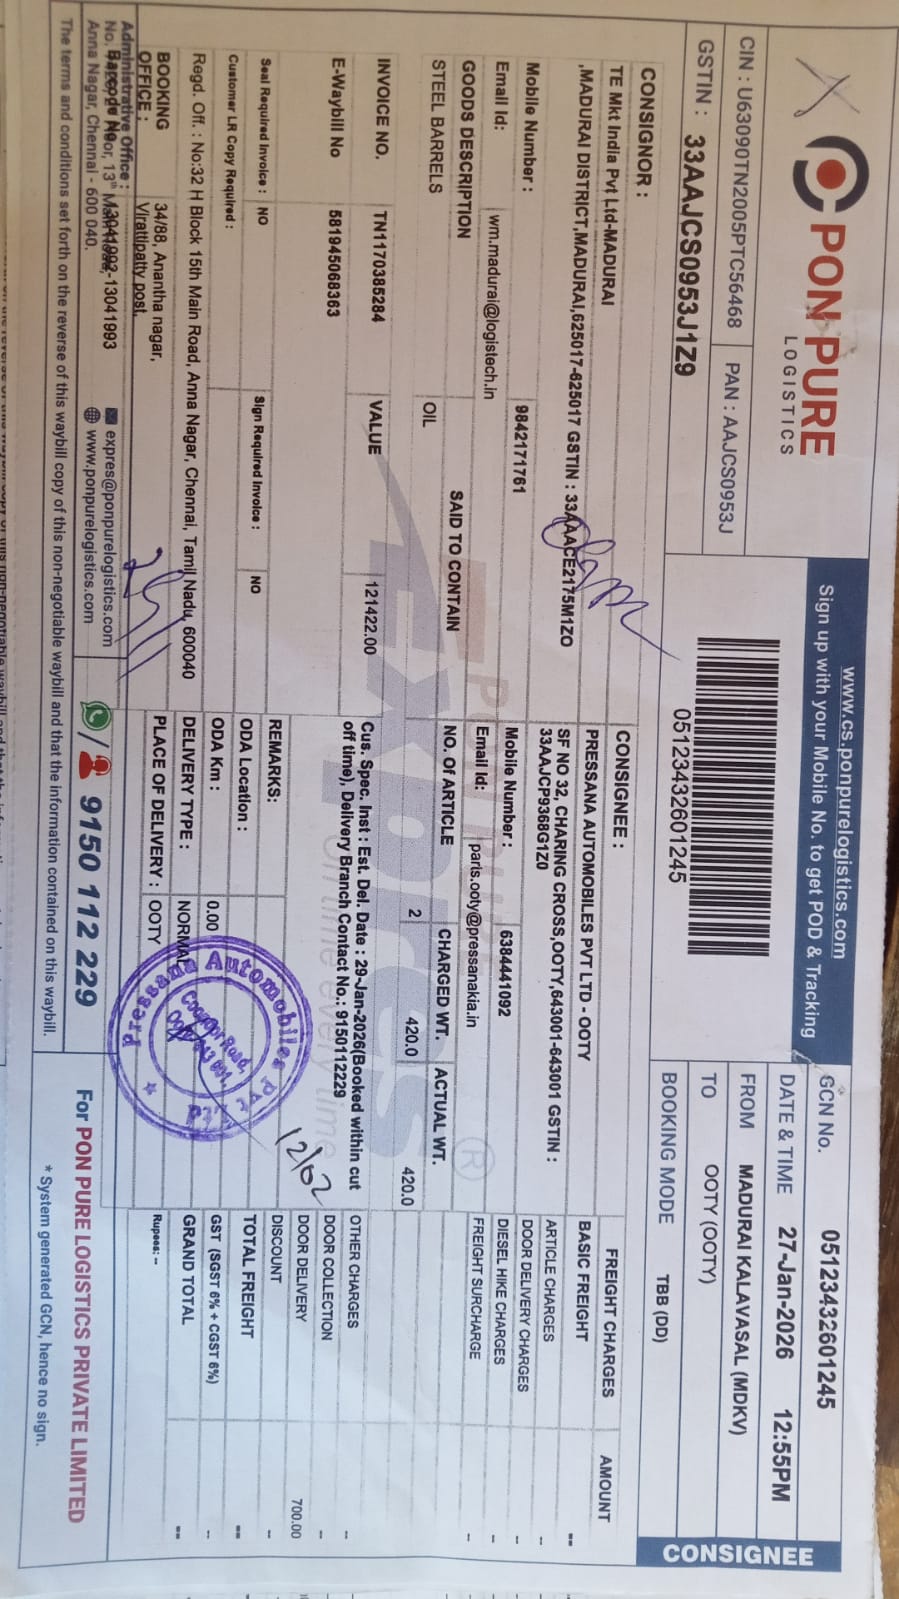 PON PURE
LOGISTICS
www.cs.ponpurelogistics.com
Sign up with your Mobile No. to get POD & Tracking
CIN : U63090TN2005PTC56468
PAN : AAJCS0953J
GSTIN : 33AAJCS0953J1Z9
05123432601245
GCN No. 05123432601245
DATE & TIME 27-Jan-2026 12:55PM
FROM MADURAI KALAVASAL (MDKV)
TO OOTY (OOTY)
BOOKING MODE TBB (DD)
CONSIGNEE
CONSIGNOR :
TE Mkt India Pvt Ltd-MADURAI
,MADURAI DISTRICT,MADURAI,625017-625017 GSTIN : 33AAACE2175M1ZO
Mobile Number : 9842171761
Email Id: wm.madurai@logistech.in
CONSIGNEE :
PRESSANA AUTOMOBILES PVT LTD - OOTY
SF NO 32, CHARING CROSS,OOTY,643001-643001 GSTIN :
33AAJCP9368G1Z0
Mobile Number : 6384441092
Email Id: parts.ooty@pressanakia.in
GOODS DESCRIPTION SAID TO CONTAIN NO. Of ARTICLE CHARGED WT. ACTUAL WT.
STEEL BARRELS OIL 2 420.0 420.0
INVOICE NO. TN117038S284 VALUE 121422.00
E-Waybill No 581945068363
Cus. Spec. Inst : Est. Del. Date : 29-Jan-2026(Booked within cut
off time), Delivery Branch Contact No.: 9150112229
Seal Required Invoice : NO Sign Required Invoice : NO
Customer LR Copy Required :
REMARKS:
ODA Location :
ODA Km : 0.000
DELIVERY TYPE : NORMAL
PLACE OF DELIVERY : OOTY
Regd. Off. : No:32 H Block 15th Main Road, Anna Nagar, Chennai, Tamil Nadu, 600040
BOOKING
OFFICE :
34/88, Anantha nagar,
Virattipatty post,
Administrative Office :
Barcode No 13041992-13041993
Anna Nagar, Chennai - 600 040.
expres@ponpurelogistics.com
www.ponpurelogistics.com
9150 112 229
FREIGHT CHARGES AMOUNT
BASIC FREIGHT --
ARTICLE CHARGES --
DOOR DELIVERY CHARGES --
DIESEL HIKE CHARGES --
FREIGHT SURCHARGE --
OTHER CHARGES --
DOOR COLLECTION --
DOOR DELIVERY 700.00
DISCOUNT --
TOTAL FREIGHT --
GST (SGST 6% + CGST 6%) --
GRAND TOTAL --
Rupees: --
Pressana Automobiles Pvt Ltd
12/02
The terms and conditions set forth on the reverse of this waybill copy of this non-negotiable waybill and that the information contained on this waybill.
For PON PURE LOGISTICS PRIVATE LIMITED
* System generated GCN, hence no sign.